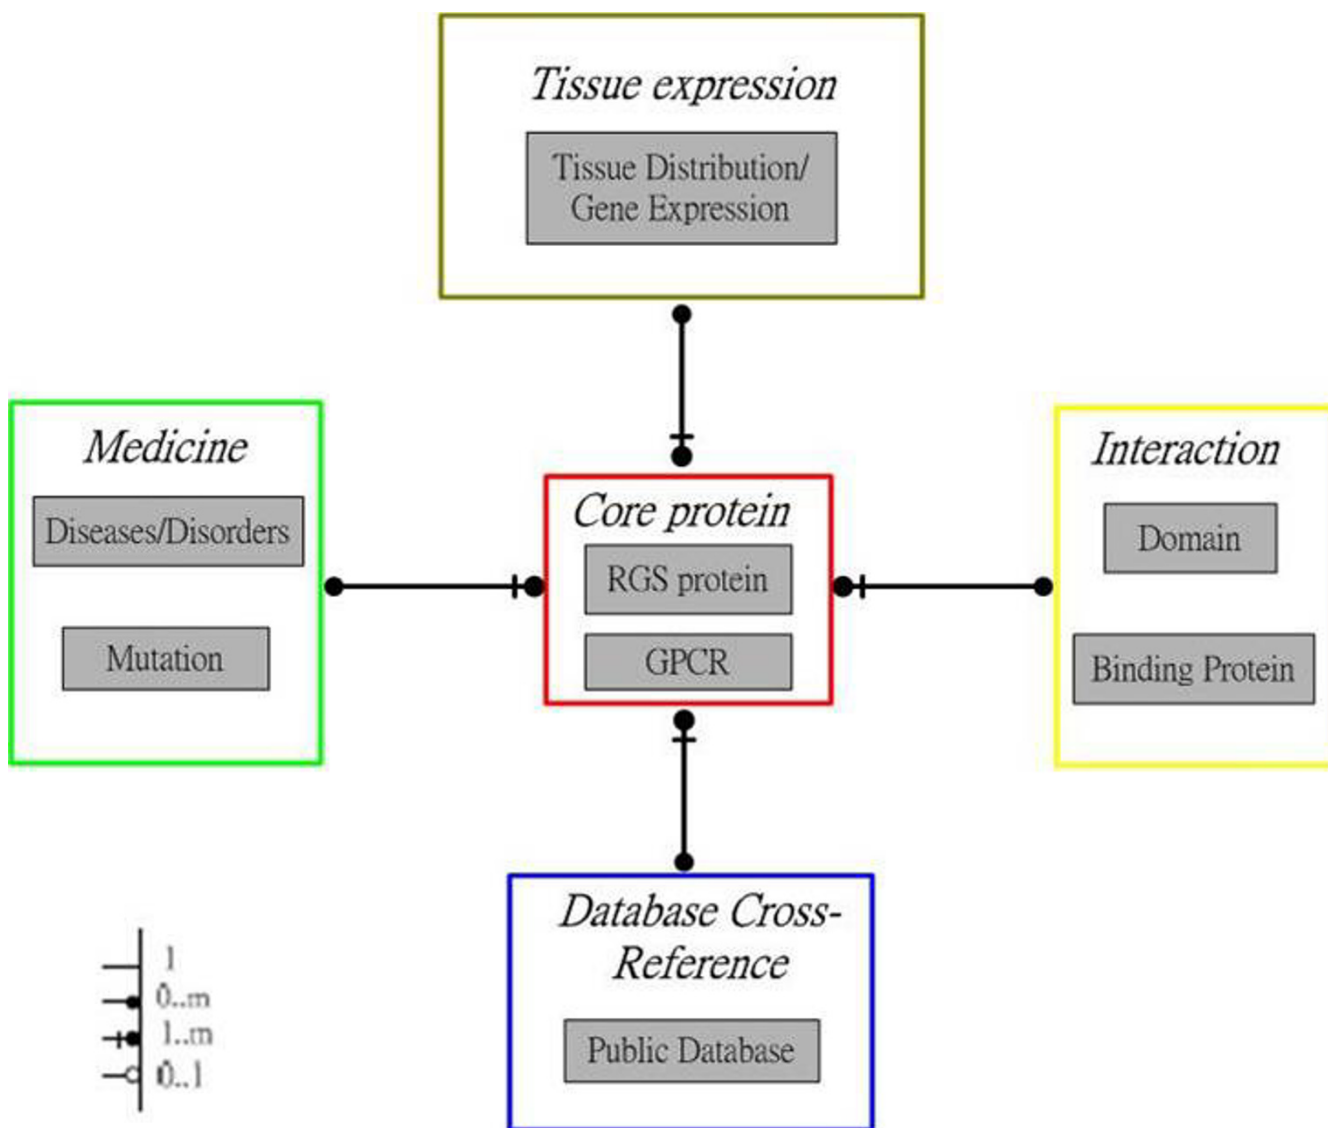 Tissue expression
Tissue Distribution/
Gene Expression
Medicine
Diseases/Disorders
Mutation
Core protein
RGS protein
GPCR
Interaction
Domain
Binding Protein
Database Cross-
Reference
Public Database
1
0..m
1..m
0..1